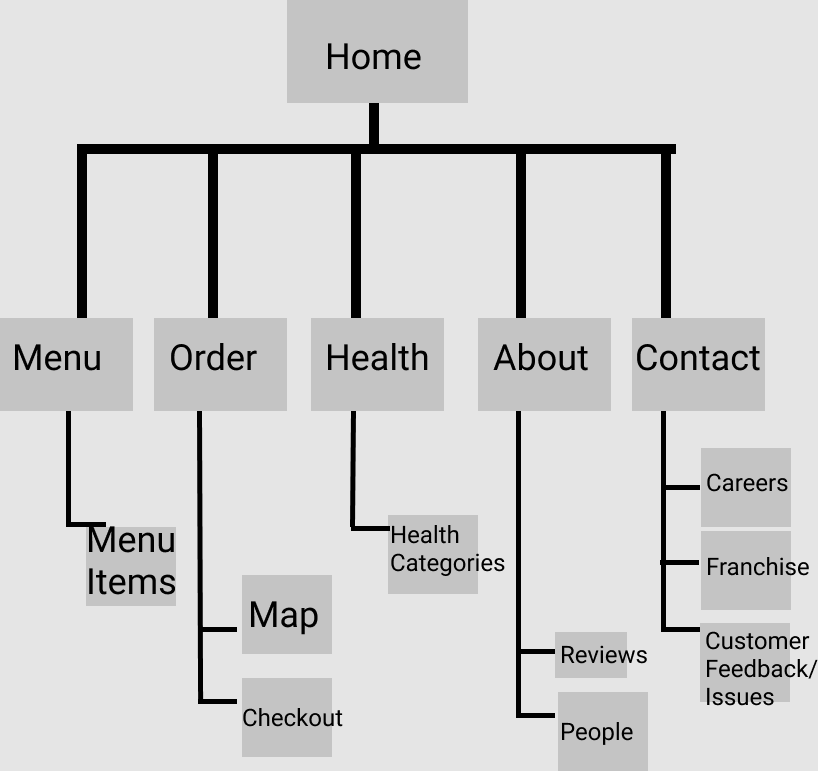 Home
Menu
Order
Health
About
Contact
Menu
Items
Map
Checkout
Health
Categories
Reviews
People
Careers
Franchise
Customer
Feedback/
Issues